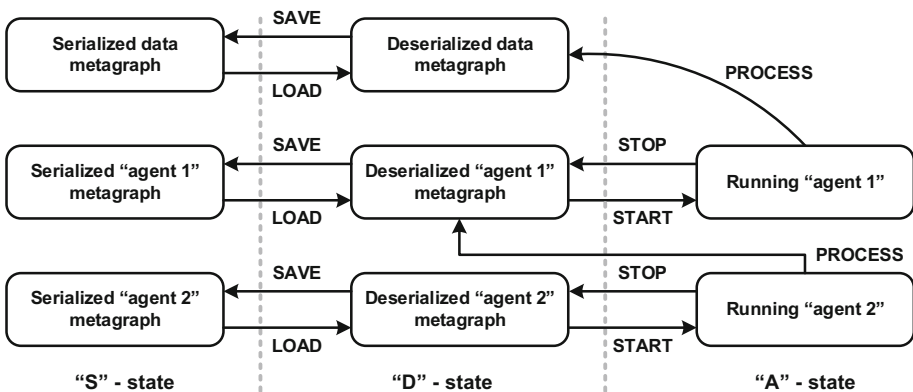 SAVE
Serialized data
metagraph
Deserialized data
metagraph
LOAD
PROCESS
SAVE
STOP
Serialized “agent 1”
metagraph
Deserialized “agent 1”
metagraph
Running “agent 1”
LOAD
START
PROCESS
SAVE
STOP
Serialized “agent 2”
metagraph
Deserialized “agent 2”
metagraph
Running “agent 2”
LOAD
START
“S” - state
“D” - state
“A” - state